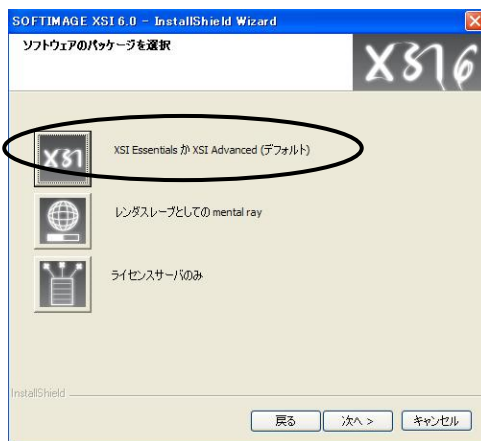 SOFTIMAGE XSI 6.0 - InstallShield Wizard
ソフトウェアのパッケージを選択
XSI6
XSI
XSI Essentials か XSI Advanced (デフォルト)
レンダスレーブとしての mental ray
ライセンスサーバのみ
InstallShield
戻る
次へ >
キャンセル